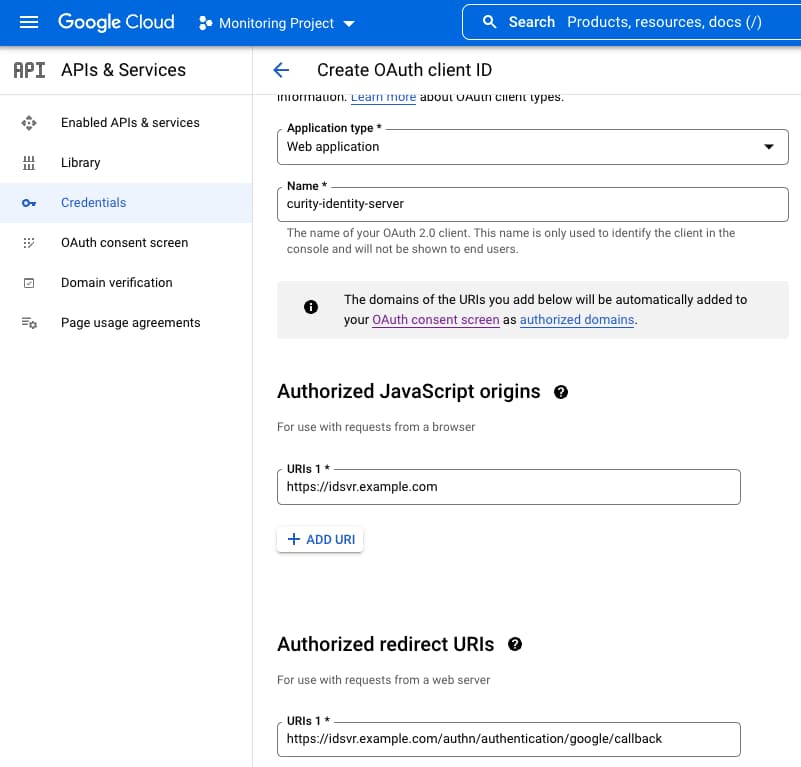 Google Cloud
Monitoring Project
Search Products, resources, docs (/)
API APIs & Services
Create OAuth client ID
information. Learn more about OAuth client types.
Enabled APIs & services
Library
Credentials
OAuth consent screen
Domain verification
Page usage agreements
Application type *
Web application
Name *
curity-identity-server
The name of your OAuth 2.0 client. This name is only used to identify the client in the
console and will not be shown to end users.
The domains of the URIs you add below will be automatically added to
your OAuth consent screen as authorized domains.
Authorized JavaScript origins
For use with requests from a browser
URIs 1 *
https://idsvr.example.com
ADD URI
Authorized redirect URIs
For use with requests from a web server
URIs 1 *
https://idsvr.example.com/authn/authentication/google/callback